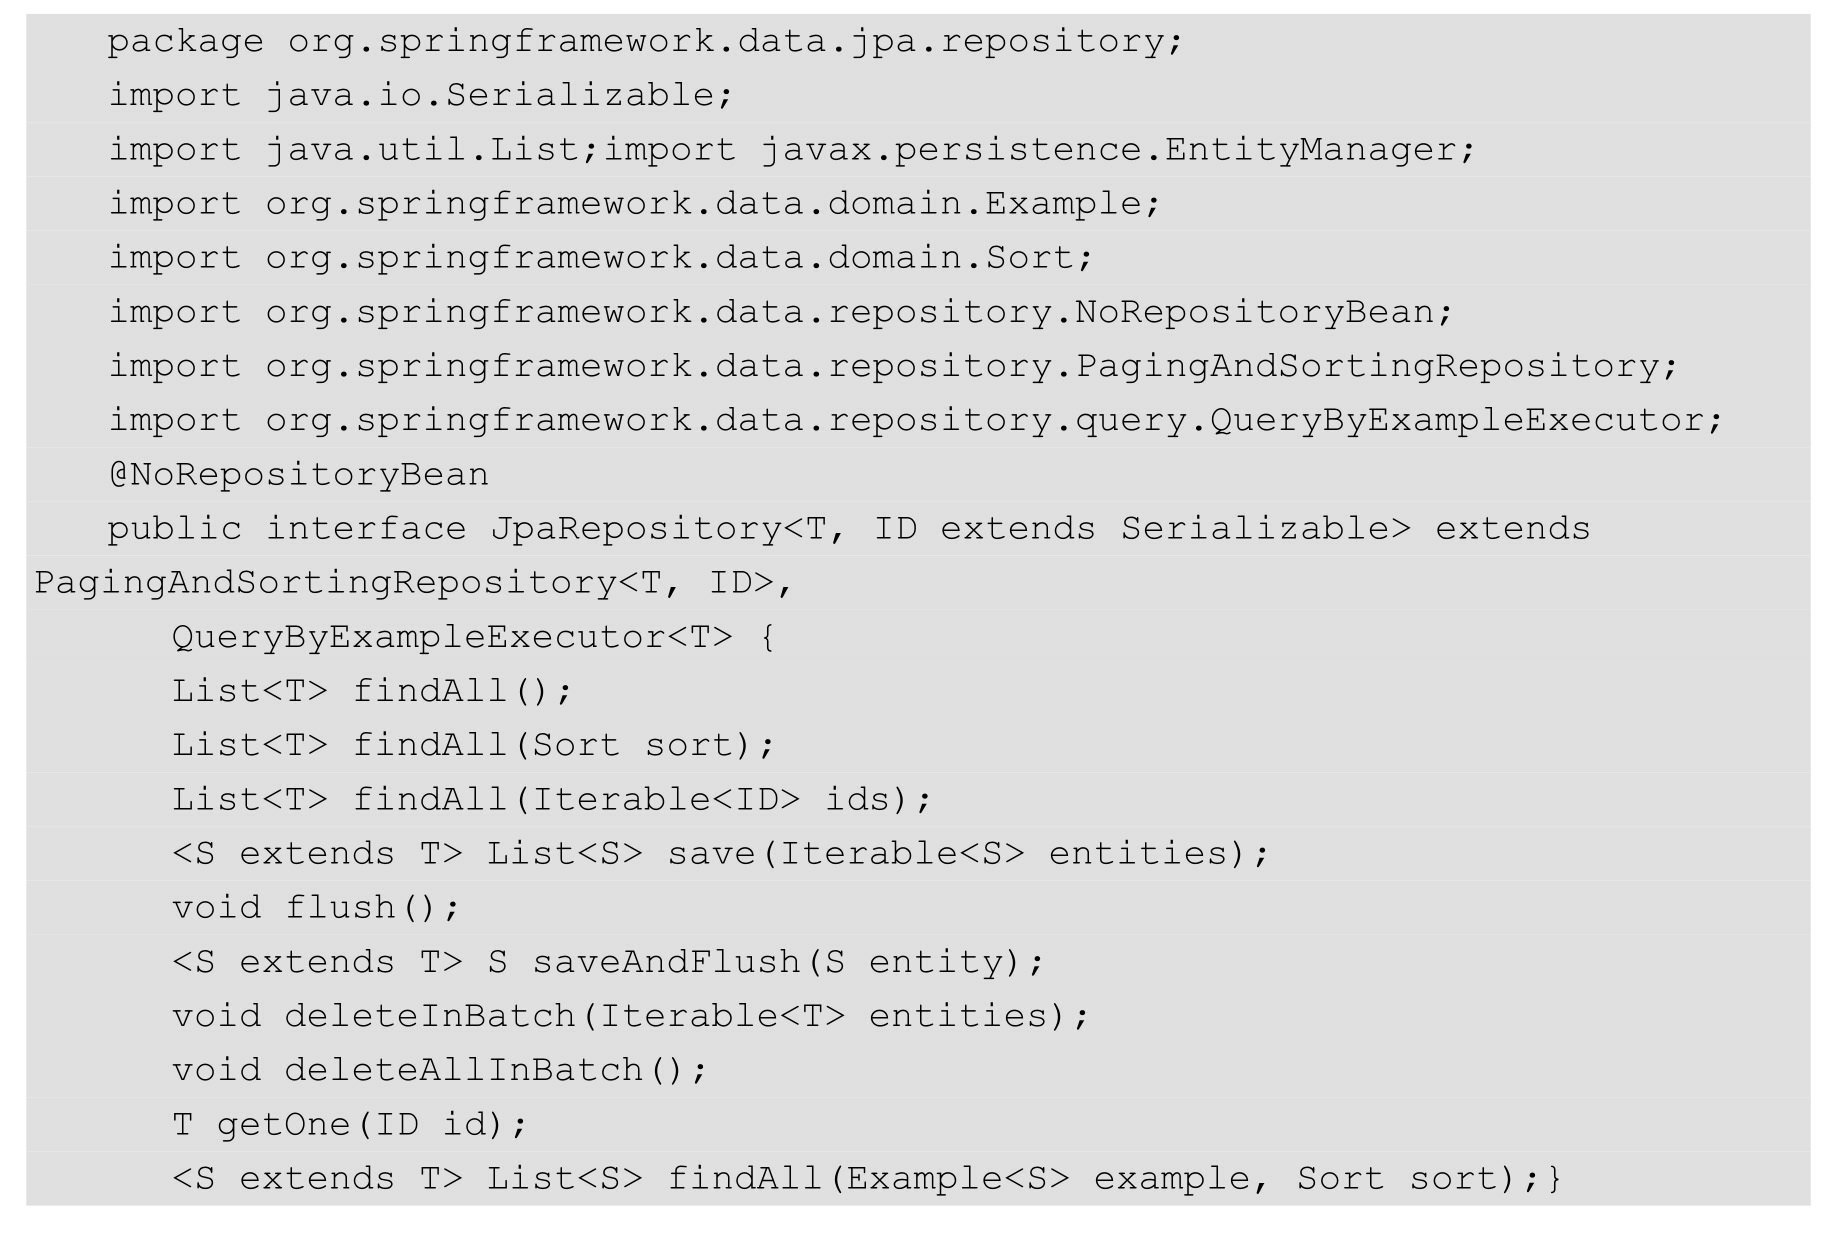 package org.springframework.data.jpa.repository;
import java.io.Serializable;
import java.util.List;import javax.persistence.EntityManager;
import org.springframework.data.domain.Example;
import org.springframework.data.domain.Sort;
import org.springframework.data.repository.NoRepositoryBean;
import org.springframework.data.repository.PagingAndSortingRepository;
import org.springframework.data.repository.query.QueryByExampleExecutor;
@NoRepositoryBean
public interface JpaRepository<T, ID extends Serializable> extends
PagingAndSortingRepository<T, ID>,
QueryByExampleExecutor<T> {
List<T> findAll();
List<T> findAll(Sort sort);
List<T> findAll(Iterable<ID> ids);
<S extends T> List<S> save(Iterable<S> entities);
void flush();
<S extends T> S saveAndFlush(S entity);
void deleteInBatch(Iterable<T> entities);
void deleteAllInBatch();
T getOne(ID id);
<S extends T> List<S> findAll(Example<S> example, Sort sort);}